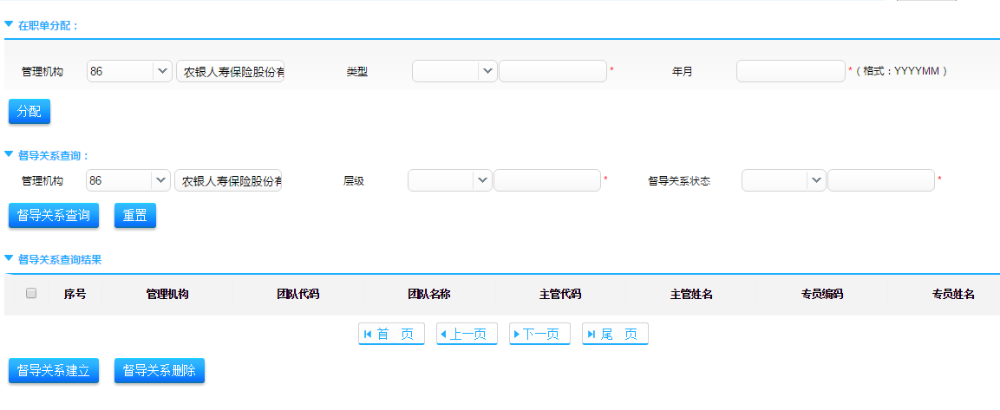 在职单分配：
管理机构 86 农银人寿保险股份有 类型 * 年月 *（格式：YYYYMM）
分配
督导关系查询：
管理机构 86 农银人寿保险股份有 层级 * 督导关系状态 *
督导关系查询 重置
督导关系查询结果
序号 管理机构 团队代码 团队名称 主管代码 主管姓名 专员编码 专员姓名
首 页 上一页 下一页 尾 页
督导关系建立 督导关系删除